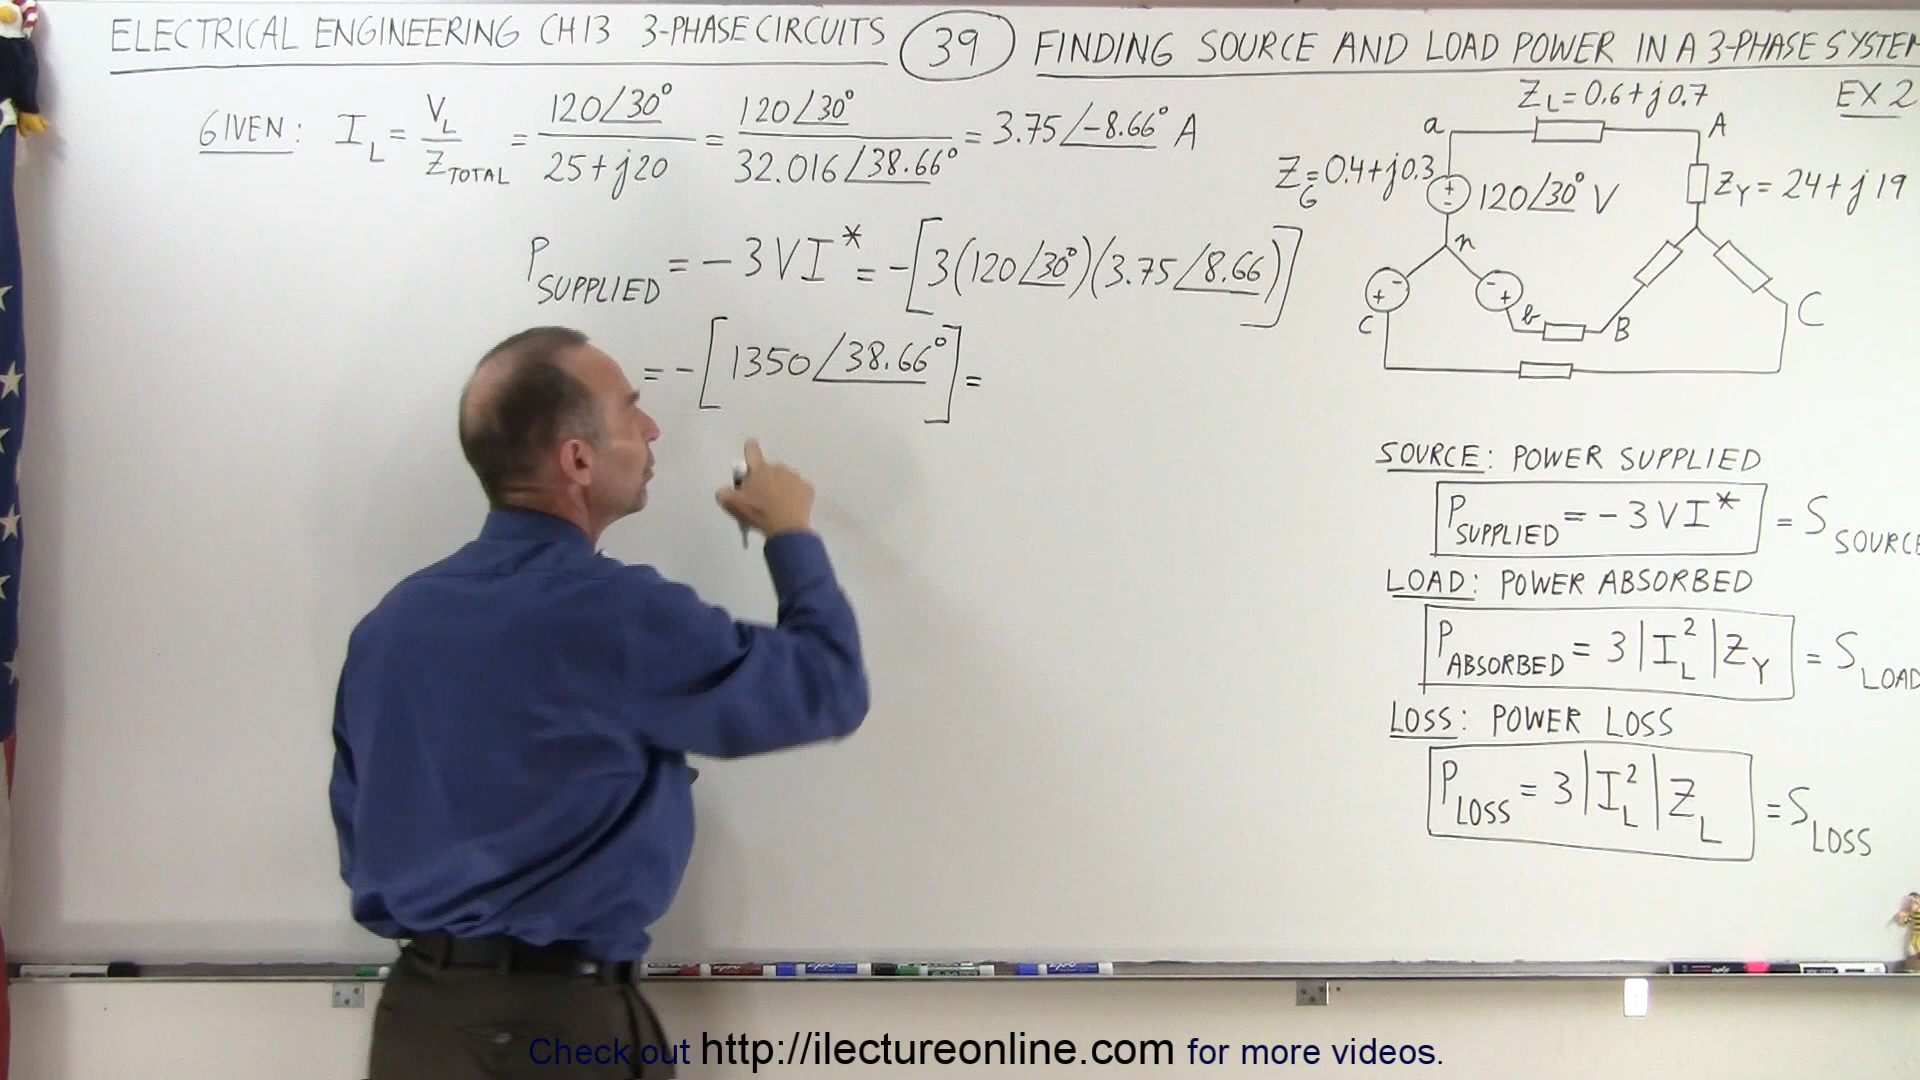 ELECTRICAL ENGINEERING CH13 3-PHASE CIRCUITS 39 FINDING SOURCE AND LOAD POWER IN A 3-PHASE SYSTEM
EX 2
GIVEN: I_L = V_L / Z_TOTAL = 120∠30° / 25+j20 = 120∠30° / 32.016∠38.66° = 3.75∠-8.66° A
P_SUPPLIED = -3VI* = -[3(120∠30°)(3.75∠8.66)]
= -[1350∠38.66°] =
Z_L = 0.6+j0.7
a A
Z_G = 0.4+j0.3 120∠30° V Z_Y = 24+j19
+
-
n
- + - +
c b B C
SOURCE: POWER SUPPLIED
P_SUPPLIED = -3VI* = S_SOURCE
LOAD: POWER ABSORBED
P_ABSORBED = 3|I_L²|Z_Y = S_LOAD
LOSS: POWER LOSS
P_LOSS = 3|I_L²|Z_L = S_LOSS
Check out http://ilectureonline.com for more videos.